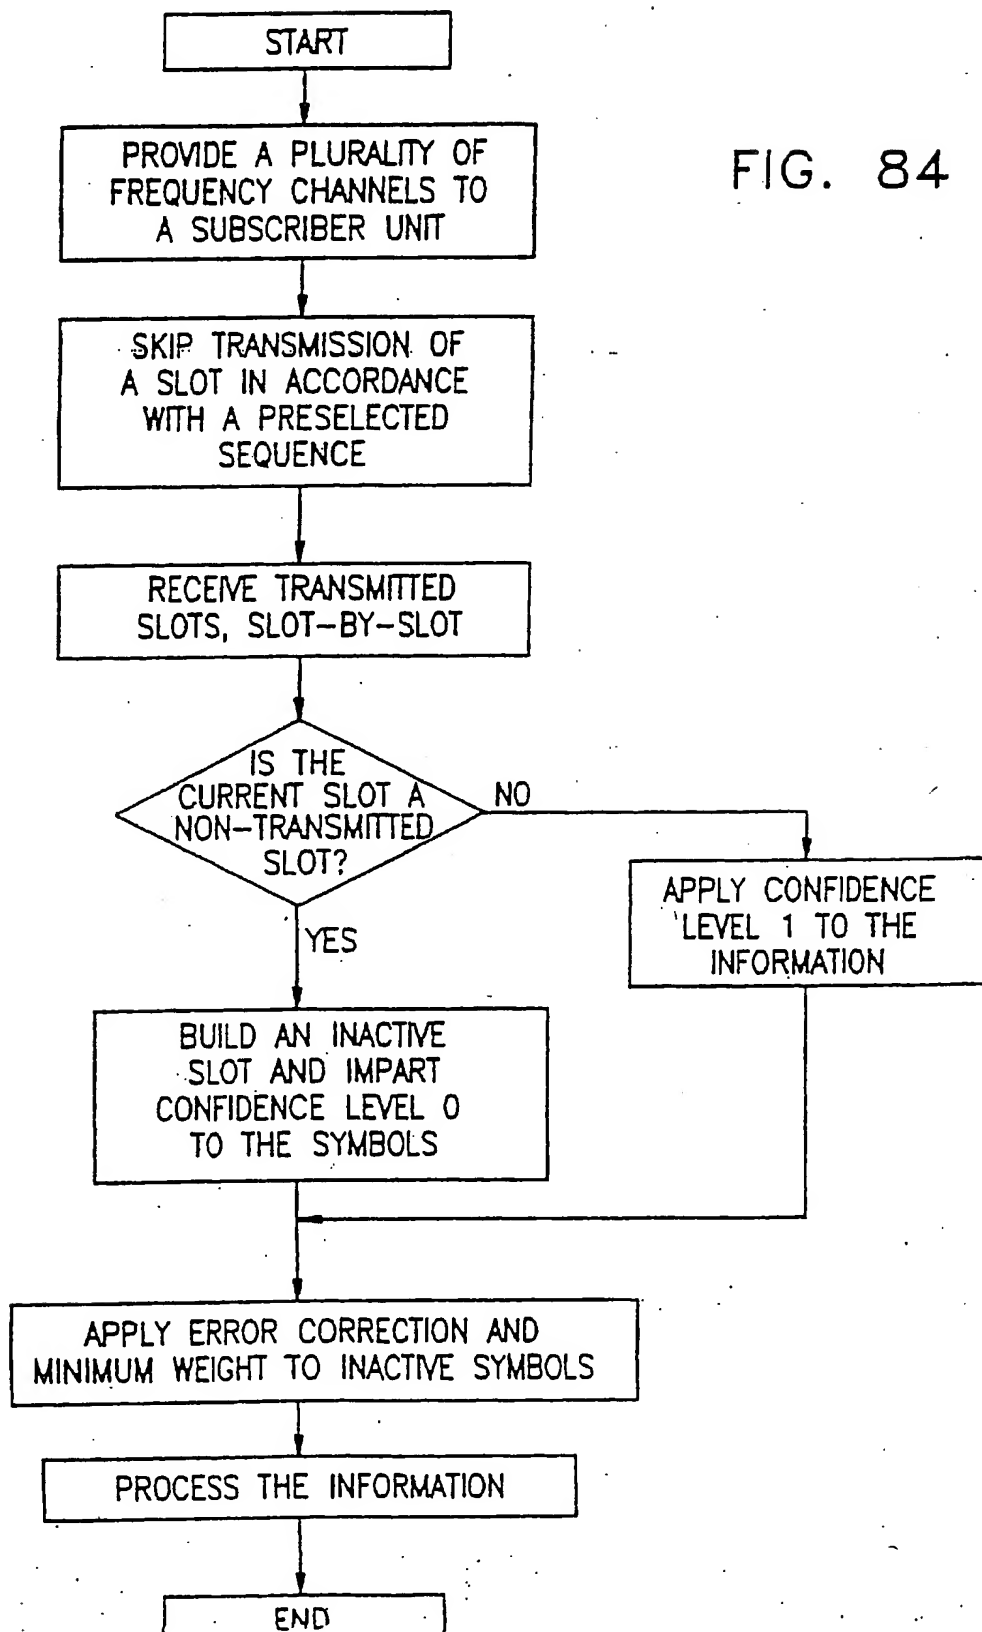 START
FIG. 84
PROVIDE A PLURALITY OF
FREQUENCY CHANNELS TO
A SUBSCRIBER UNIT
SKIP TRANSMISSION OF
A SLOT IN ACCORDANCE
WITH A PRESELECTED
SEQUENCE
RECEIVE TRANSMITTED
SLOTS, SLOT-BY-SLOT
IS THE
CURRENT SLOT A
NON-TRANSMITTED
SLOT?
NO
APPLY CONFIDENCE
LEVEL 1 TO THE
INFORMATION
YES
BUILD AN INACTIVE
SLOT AND IMPART
CONFIDENCE LEVEL 0
TO THE SYMBOLS
APPLY ERROR CORRECTION AND
MINIMUM WEIGHT TO INACTIVE SYMBOLS
PROCESS THE INFORMATION
END